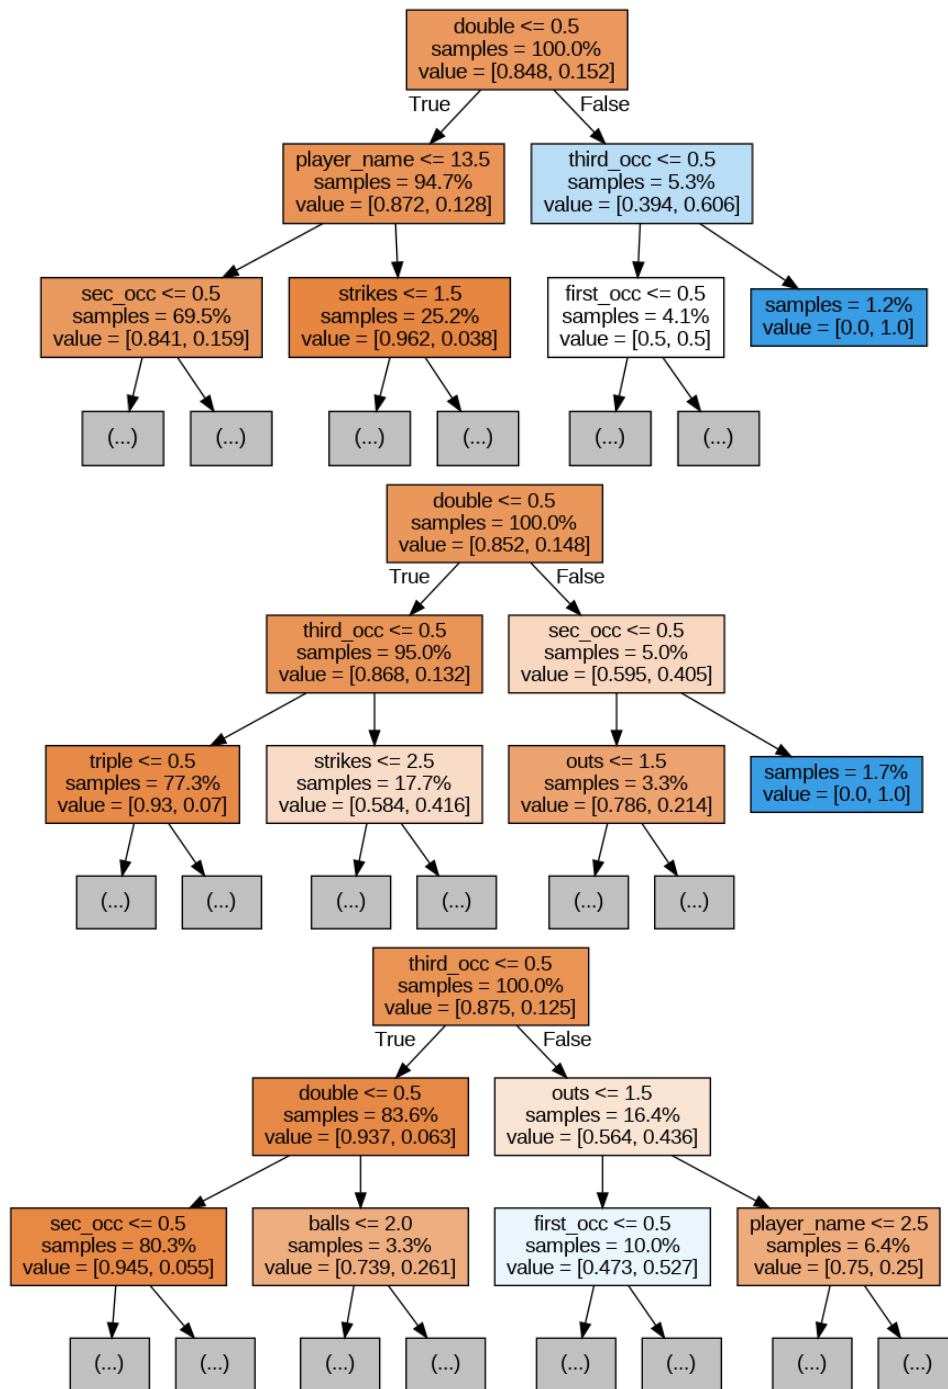 double <= 0.5
samples = 100.0%
value = [0.848, 0.152]
True
False
player_name <= 13.5
samples = 94.7%
value = [0.872, 0.128]
third_occ <= 0.5
samples = 5.3%
value = [0.394, 0.606]
sec_occ <= 0.5
samples = 69.5%
value = [0.841, 0.159]
strikes <= 1.5
samples = 25.2%
value = [0.962, 0.038]
first_occ <= 0.5
samples = 4.1%
value = [0.5, 0.5]
samples = 1.2%
value = [0.0, 1.0]
(...)
(...)
(...)
(...)
(...)
(...)
double <= 0.5
samples = 100.0%
value = [0.852, 0.148]
True
False
third_occ <= 0.5
samples = 95.0%
value = [0.868, 0.132]
sec_occ <= 0.5
samples = 5.0%
value = [0.595, 0.405]
triple <= 0.5
samples = 77.3%
value = [0.93, 0.07]
strikes <= 2.5
samples = 17.7%
value = [0.584, 0.416]
outs <= 1.5
samples = 3.3%
value = [0.786, 0.214]
samples = 1.7%
value = [0.0, 1.0]
(...)
(...)
(...)
(...)
(...)
(...)
third_occ <= 0.5
samples = 100.0%
value = [0.875, 0.125]
True
False
double <= 0.5
samples = 83.6%
value = [0.937, 0.063]
outs <= 1.5
samples = 16.4%
value = [0.564, 0.436]
sec_occ <= 0.5
samples = 80.3%
value = [0.945, 0.055]
balls <= 2.0
samples = 3.3%
value = [0.739, 0.261]
first_occ <= 0.5
samples = 10.0%
value = [0.473, 0.527]
player_name <= 2.5
samples = 6.4%
value = [0.75, 0.25]
(...)
(...)
(...)
(...)
(...)
(...)
(...)
(...)